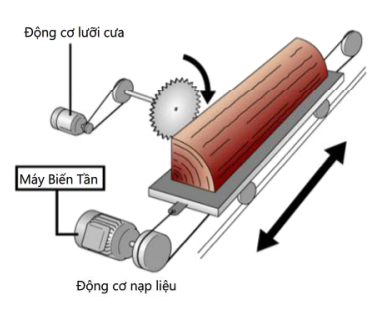 Động cơ lưỡi cưa
Máy Biến Tần
Động cơ nạp liệu